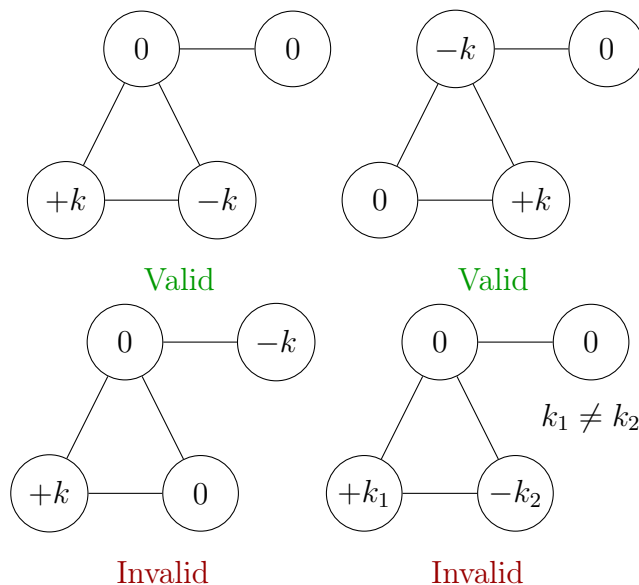 0 0
+k −k
Valid
−k 0
0 +k
Valid
0 −k
+k 0
Invalid
0 0
k₁ ≠ k₂
+k₁ −k₂
Invalid